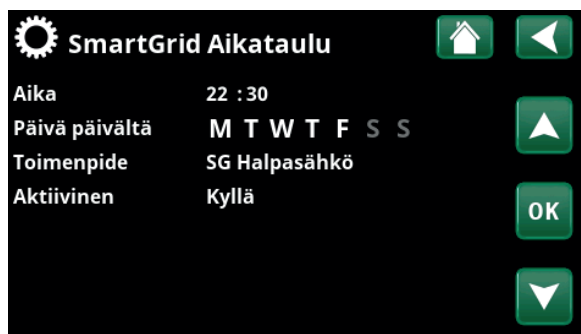 SmartGrid Aikataulu
Aika 22 :30
Päivä päivältä M T W T F S S
Toimenpide SG Halpasähkö
Aktiivinen Kyllä
OK